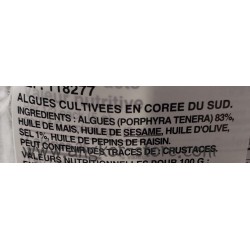 118277
ALGUES CULTIVEES EN COREE DU SUD.
INGREDIENTS : ALGUES (PORPHYRA TENERA) 83%,
HUILE DE MAIS, HUILE DE SESAME, HUILE D'OLIVE,
SEL 1%, HUILE DE PEPINS DE RAISIN.
PEUT CONTENIR DES TRACES DE CRUSTACES.
VALEURS NUTRITIONNELLES POUR 100 G :